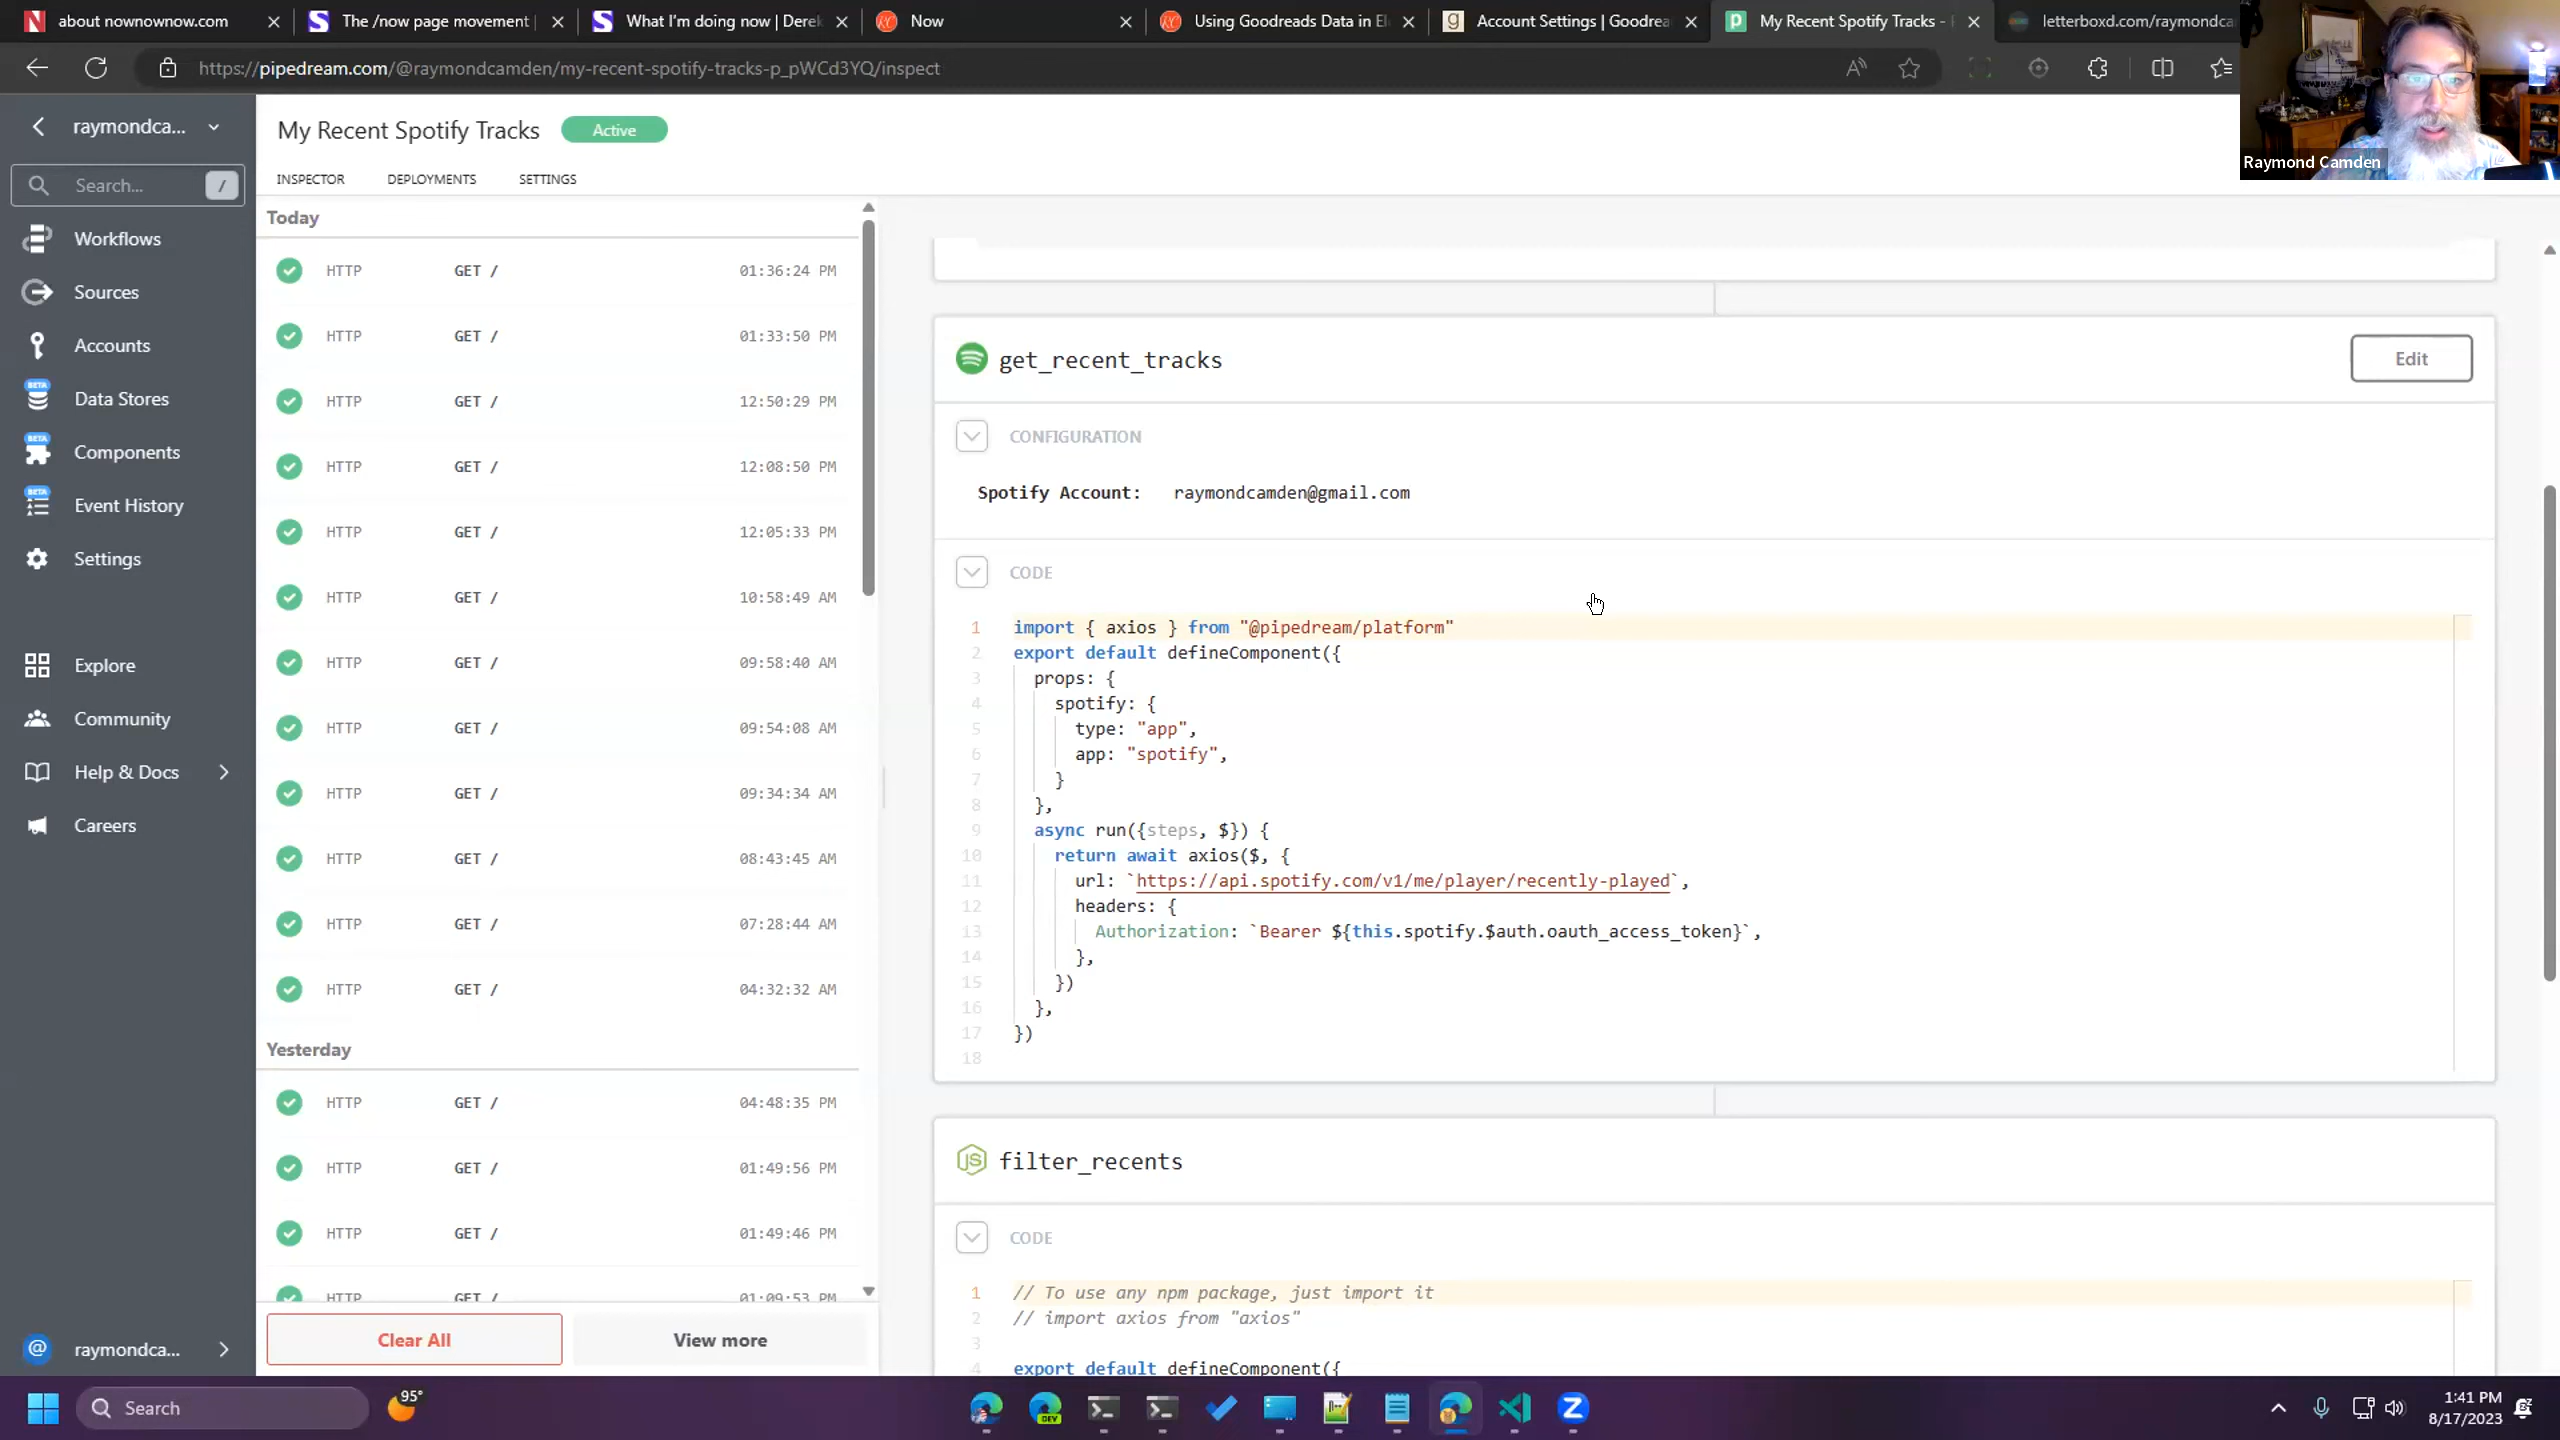 about nownownow.com
The /now page movement
What I'm doing now | Derek
Now
Using Goodreads Data in El
Account Settings | Goodrea
My Recent Spotify Tracks -
letterboxd.com/raymondca
https://pipedream.com/@raymondcamden/my-recent-spotify-tracks-p_pWCd3YQ/inspect
Raymond Camden
raymondca...
Search...
/
Workflows
Sources
Accounts
BETA
Data Stores
BETA
Components
BETA
Event History
Settings
Explore
Community
Help & Docs
Careers
raymondca...
My Recent Spotify Tracks
Active
INSPECTOR
DEPLOYMENTS
SETTINGS
Today
HTTP GET / 01:36:24 PM
HTTP GET / 01:33:50 PM
HTTP GET / 12:50:29 PM
HTTP GET / 12:08:50 PM
HTTP GET / 12:05:33 PM
HTTP GET / 10:58:49 AM
HTTP GET / 09:58:40 AM
HTTP GET / 09:54:08 AM
HTTP GET / 09:34:34 AM
HTTP GET / 08:43:45 AM
HTTP GET / 07:28:44 AM
HTTP GET / 04:32:32 AM
Yesterday
HTTP GET / 04:48:35 PM
HTTP GET / 01:49:56 PM
HTTP GET / 01:49:46 PM
HTTP GET / 01:09:53 PM
Clear All
View more
get_recent_tracks
Edit
CONFIGURATION
Spotify Account: raymondcamden@gmail.com
CODE
1 import { axios } from "@pipedream/platform"
2 export default defineComponent({
3 props: {
4 spotify: {
5 type: "app",
6 app: "spotify",
7 }
8 },
9 async run({steps, $}) {
10 return await axios($, {
11 url: `https://api.spotify.com/v1/me/player/recently-played`,
12 headers: {
13 Authorization: `Bearer ${this.spotify.$auth.oauth_access_token}`,
14 },
15 })
16 },
17 })
18
filter_recents
CODE
1 // To use any npm package, just import it
2 // import axios from "axios"
3
4 export default defineComponent({
Search
95°
DEV
1:41 PM
8/17/2023